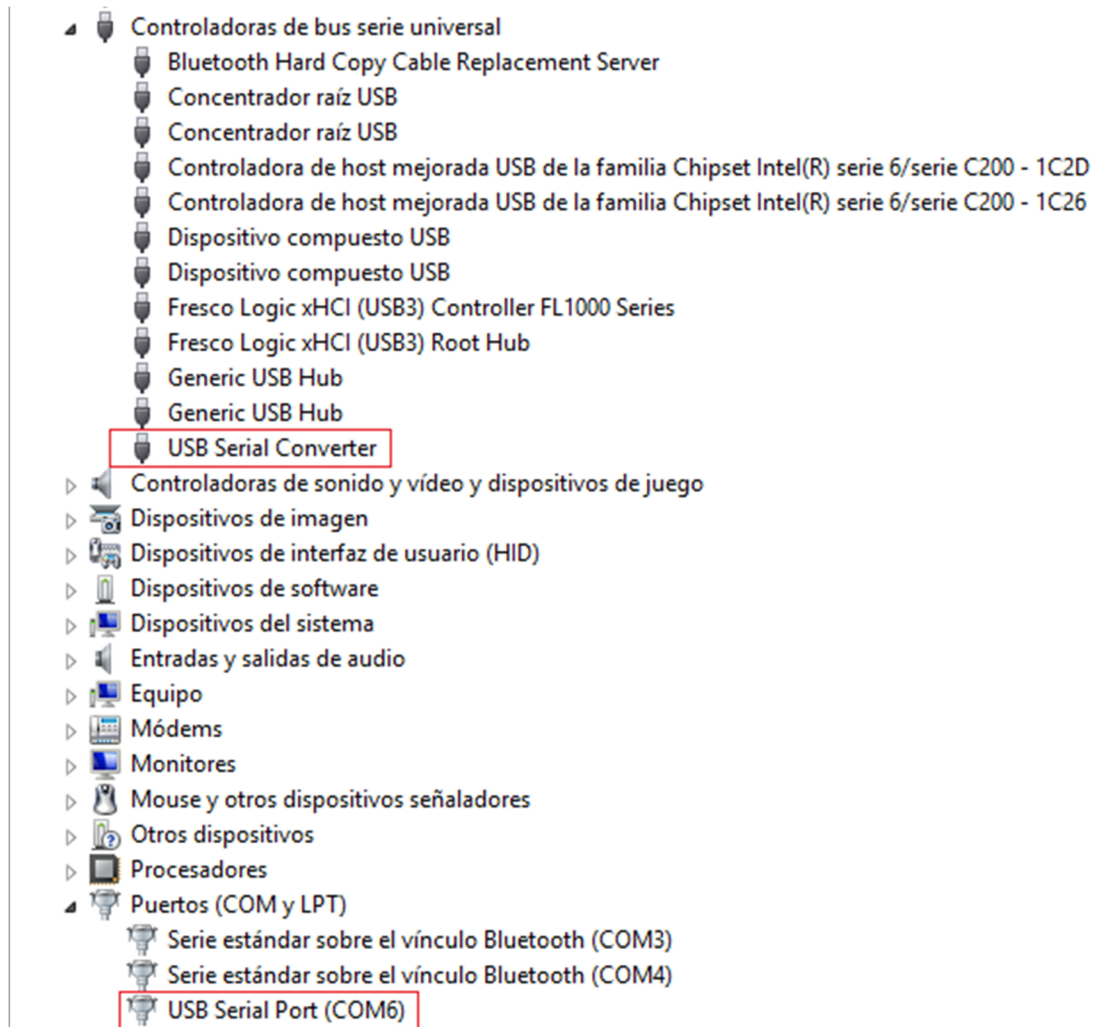 Controladoras de bus serie universal
Bluetooth Hard Copy Cable Replacement Server
Concentrador raíz USB
Concentrador raíz USB
Controladora de host mejorada USB de la familia Chipset Intel(R) serie 6/serie C200 - 1C2D
Controladora de host mejorada USB de la familia Chipset Intel(R) serie 6/serie C200 - 1C26
Dispositivo compuesto USB
Dispositivo compuesto USB
Fresco Logic xHCI (USB3) Controller FL1000 Series
Fresco Logic xHCI (USB3) Root Hub
Generic USB Hub
Generic USB Hub
USB Serial Converter
Controladoras de sonido y vídeo y dispositivos de juego
Dispositivos de imagen
Dispositivos de interfaz de usuario (HID)
Dispositivos de software
Dispositivos del sistema
Entradas y salidas de audio
Equipo
Módems
Monitores
Mouse y otros dispositivos señaladores
Otros dispositivos
Procesadores
Puertos (COM y LPT)
Serie estándar sobre el vínculo Bluetooth (COM3)
Serie estándar sobre el vínculo Bluetooth (COM4)
USB Serial Port (COM6)